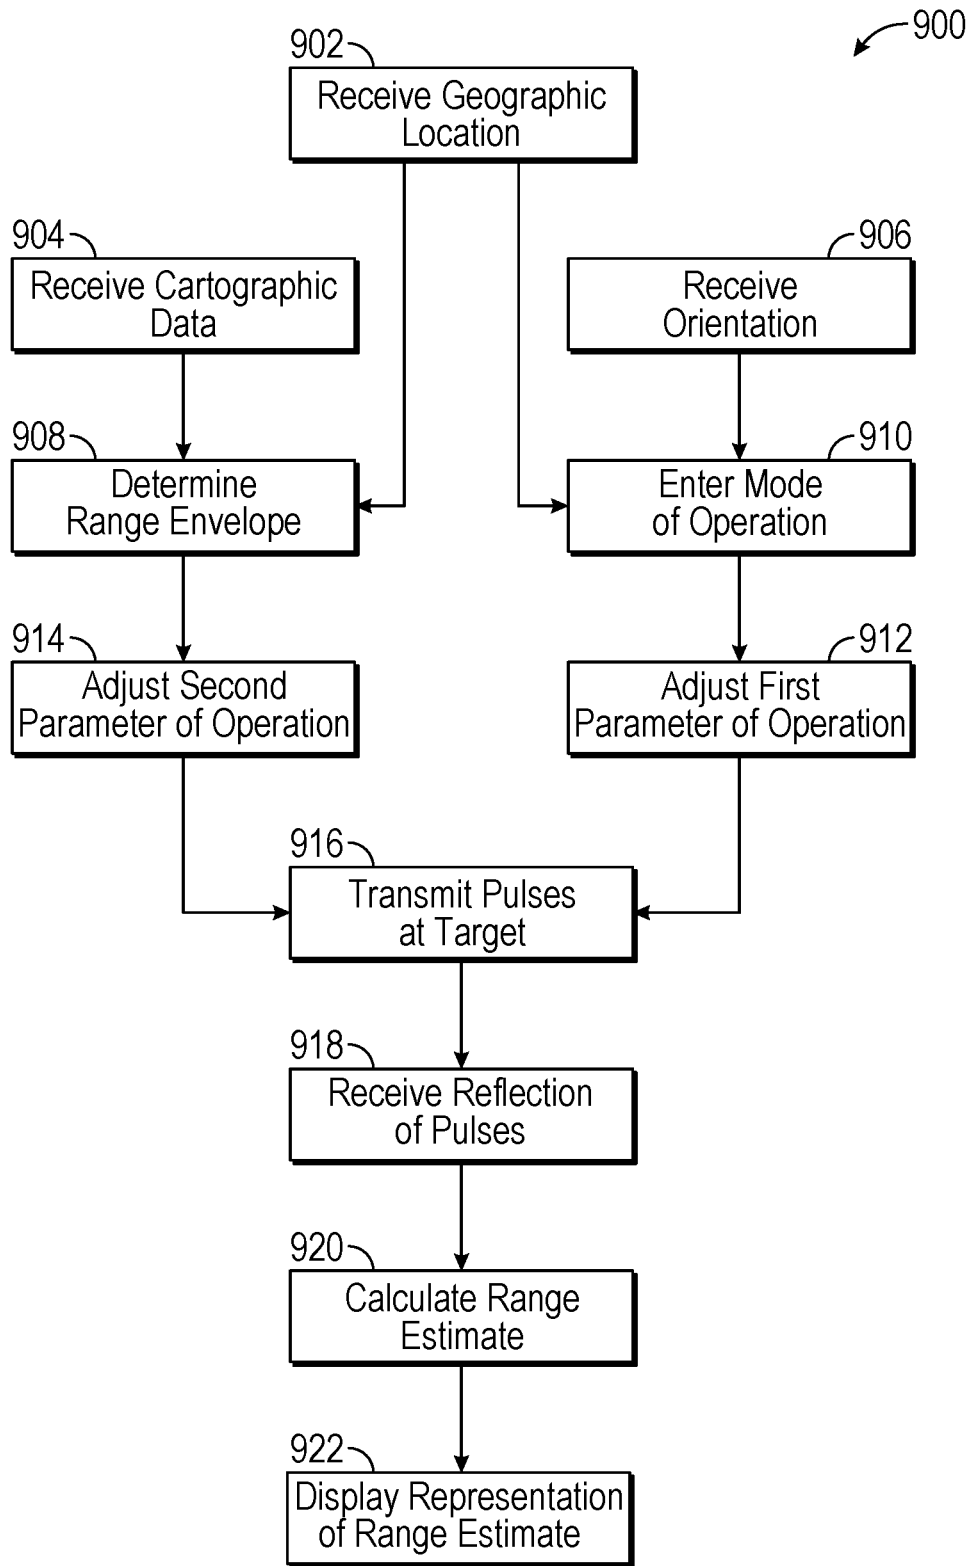 900
902
Receive Geographic
Location
904
Receive Cartographic
Data
906
Receive
Orientation
908
Determine
Range Envelope
910
Enter Mode
of Operation
914
Adjust Second
Parameter of Operation
912
Adjust First
Parameter of Operation
916
Transmit Pulses
at Target
918
Receive Reflection
of Pulses
920
Calculate Range
Estimate
922
Display Representation
of Range Estimate